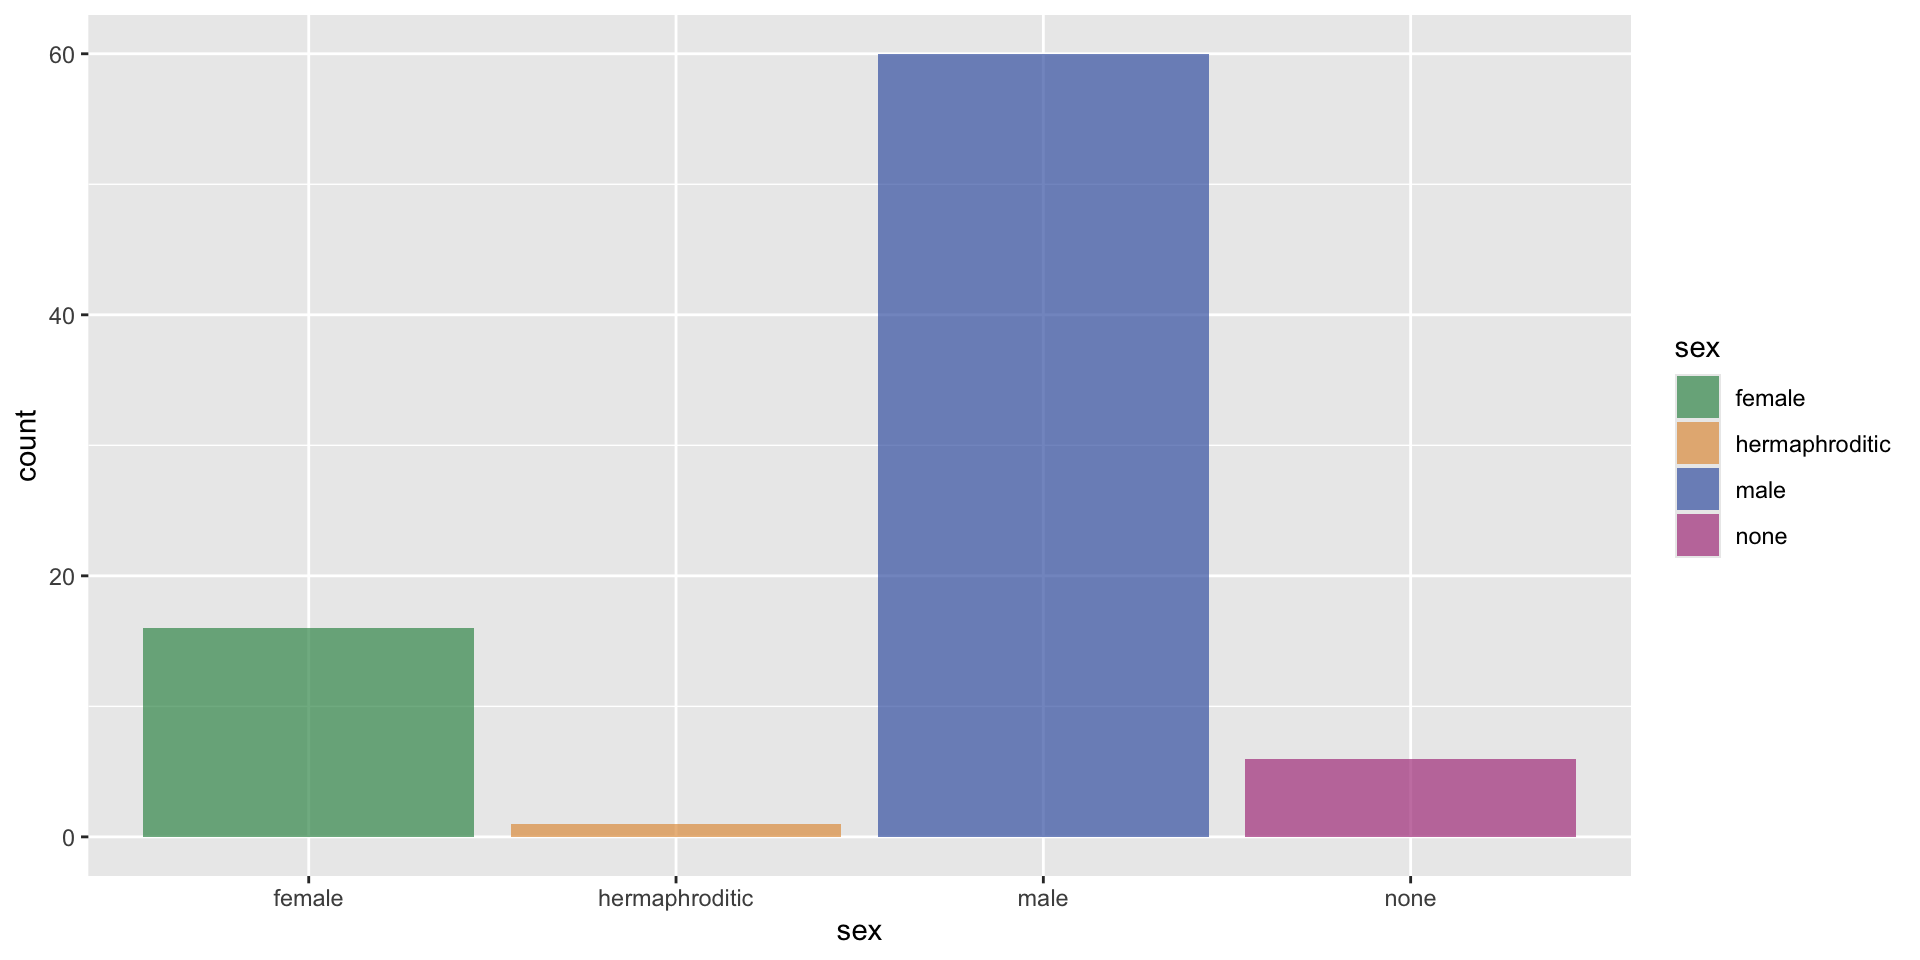 count
60
40
20
0
female
hermaphroditic
male
none
sex
sex
female
hermaphroditic
male
none